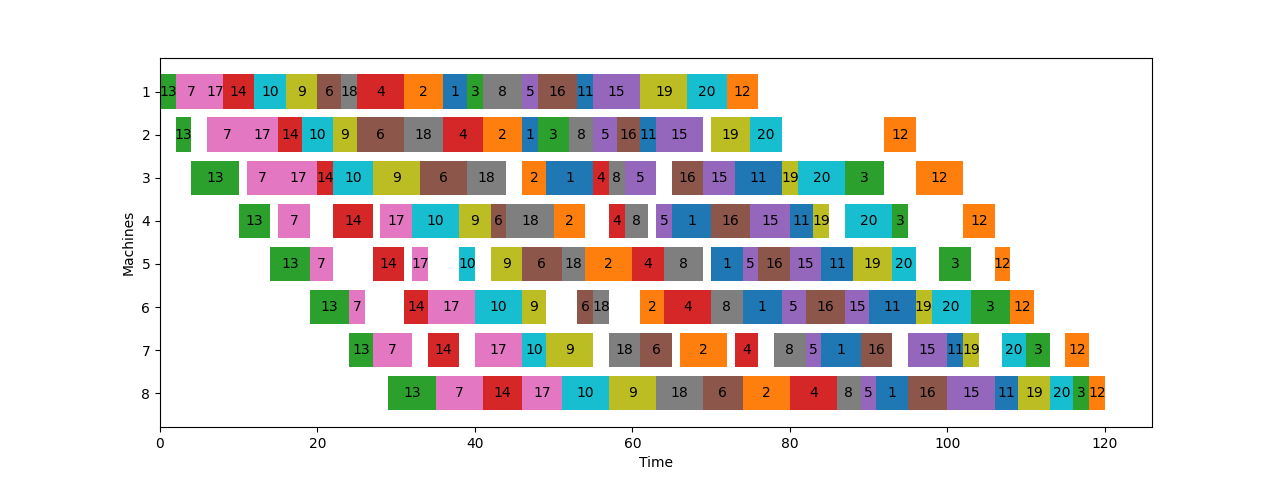 1 13 7 17 14 10 9 6 18 4 2 1 3 8 5 16 11 15 19 20 12
2 13 7 17 14 10 9 6 18 4 2 1 3 8 5 16 11 15 19 20 12
3 13 7 17 14 10 9 6 18 2 1 4 8 5 16 15 11 19 20 3 12
4 13 7 14 17 10 9 6 18 2 4 8 5 1 16 15 11 19 20 3 12
5 13 7 14 17 10 9 6 18 2 4 8 1 5 16 15 11 19 20 3 12
6 13 7 14 17 10 9 6 18 2 4 8 1 5 16 15 11 19 20 3 12
7 13 7 14 17 10 9 18 6 2 4 8 5 1 16 15 11 19 20 3 12
8 13 7 14 17 10 9 18 6 2 4 8 5 1 16 15 11 19 20 3 12
Machines
0 20 40 60 80 100 120
Time